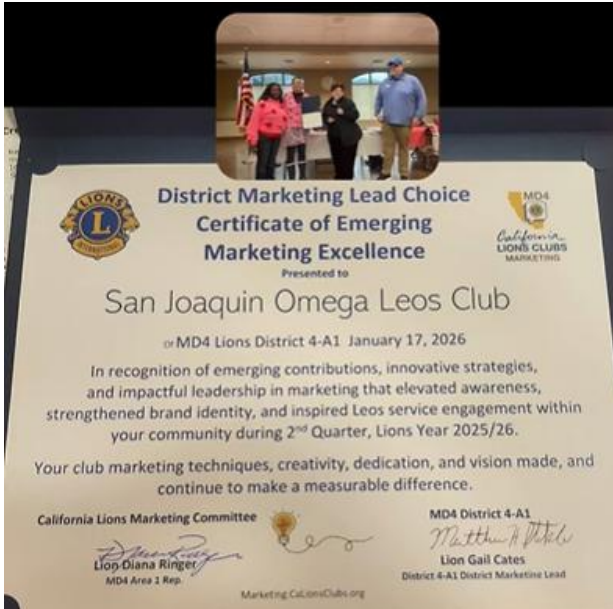 LIONS
L
INTERNATIONAL
District Marketing Lead Choice
Certificate of Emerging
Marketing Excellence
Presented to
MD4
California
LIONS CLUBS
MARKETING
San Joaquin Omega Leos Club
of MD4 Lions District 4-A1 January 17, 2026
In recognition of emerging contributions, innovative strategies,
and impactful leadership in marketing that elevated awareness,
strengthened brand identity, and inspired Leos service engagement within
your community during 2nd Quarter, Lions Year 2025/26.
Your club marketing techniques, creativity, dedication, and vision made, and
continue to make a measurable difference.
California Lions Marketing Committee
Lion Diana Ringer
MD4 Area 1 Rep.
MD4 District 4-A1
Lion Gail Cates
District 4-A1 District Marketing Lead
Marketing.CaLionsClubs.org